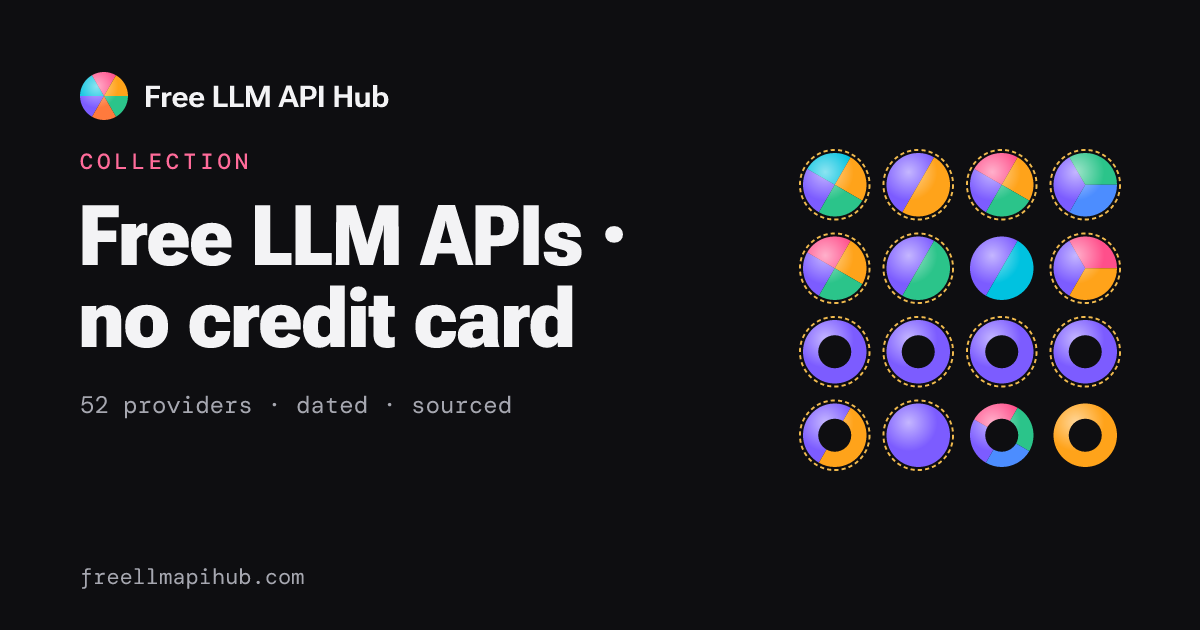 Free LLM API Hub
COLLECTION
Free LLM APIs •
no credit card
52 providers · dated · sourced
freellmapihub.com